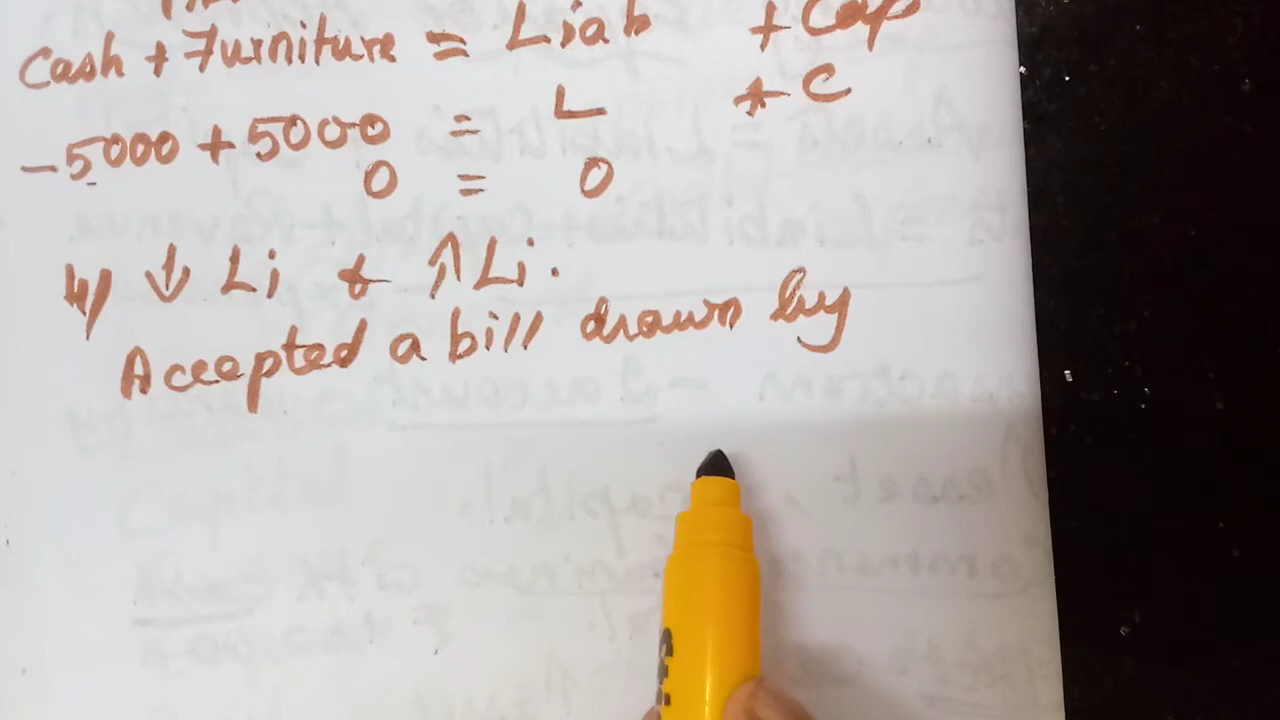 Cash + Furniture = Liab + Cap
-5000 + 5000 = L + C
0 = 0
4) ↓ Li & ↑ Li.
Accepted a bill drawn by